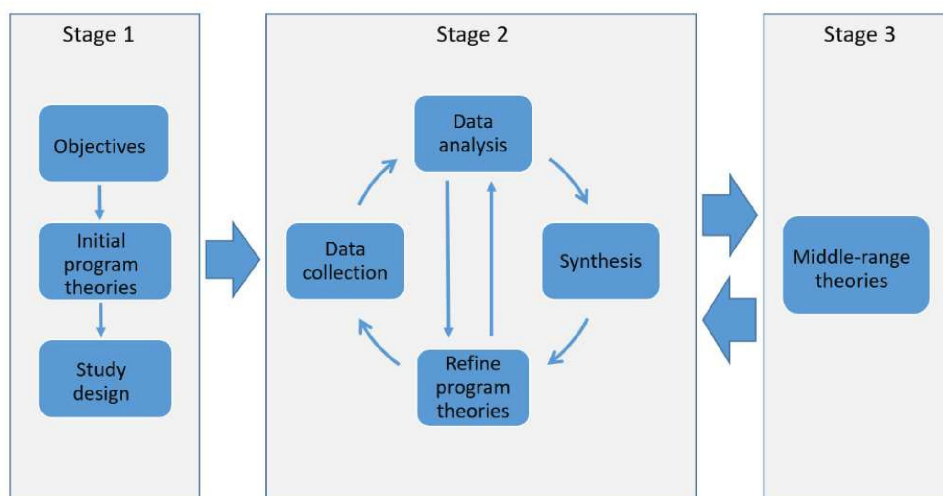 Stage 1
Objectives
Initial
program
theories
Study
design
Stage 2
Data
analysis
Data
collection
Synthesis
Refine
program
theories
Stage 3
Middle-range
theories